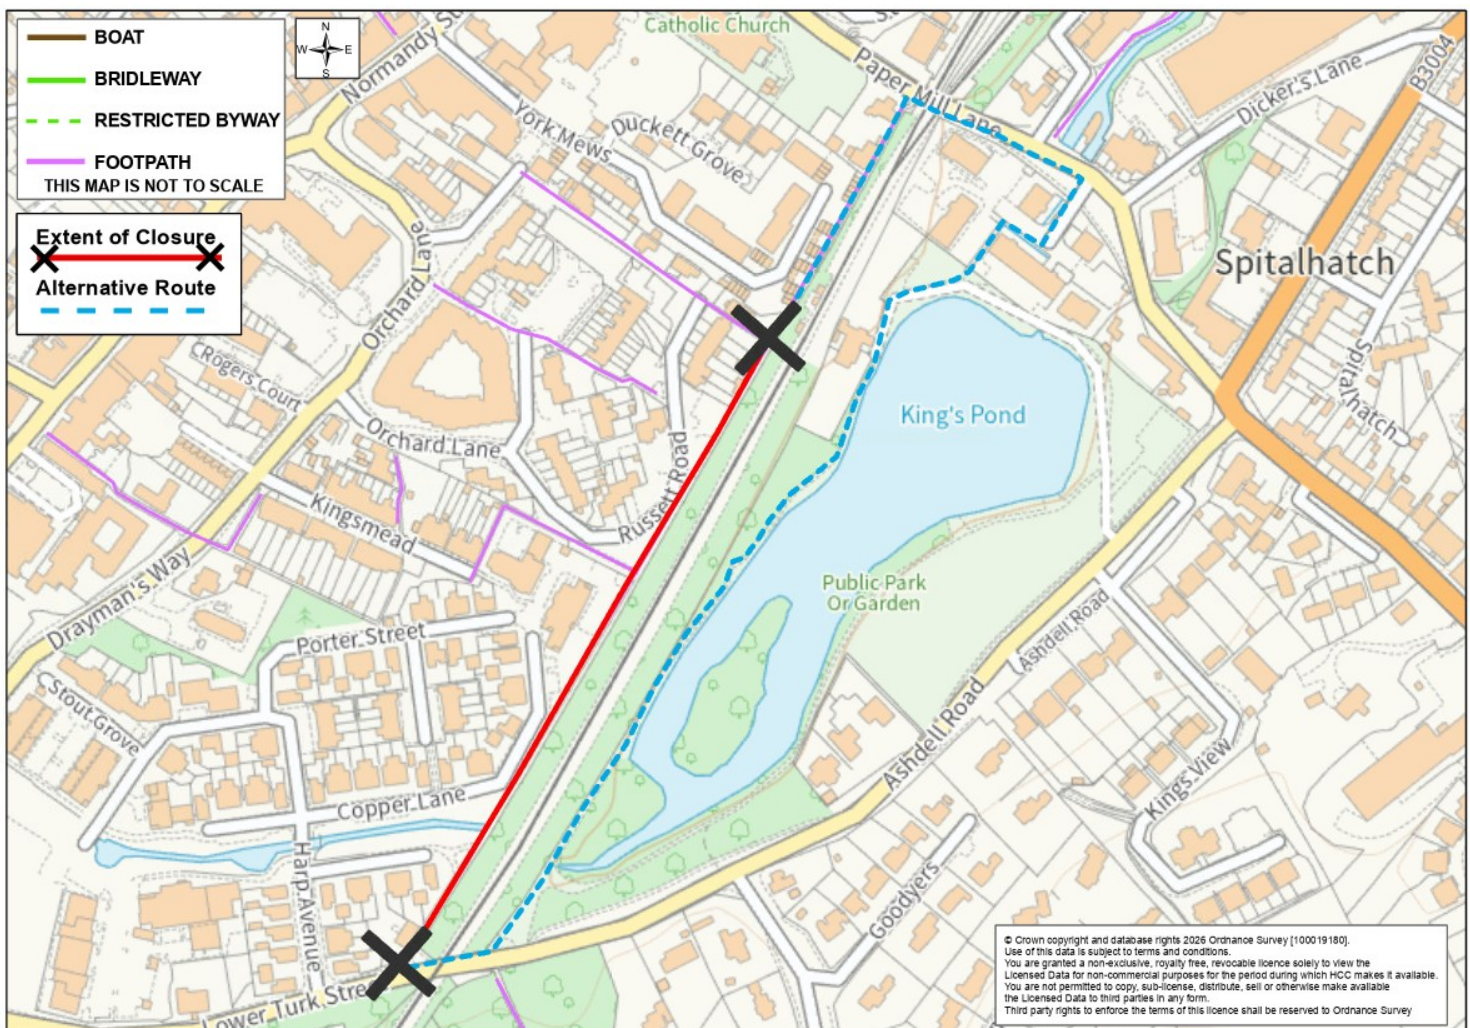 BOAT
BRIDLEWAY
RESTRICTED BYWAY
FOOTPATH
THIS MAP IS NOT TO SCALE
N
W E
S
Extent of Closure
Alternative Route
Catholic Church
Normandy
Paper Mill Lane
B3004
Dicker's Lane
York Mews
Duckett Grove
Orchard Lane
Spitalhatch
Spitalhatch
Rogers Court
Orchard Lane
King's Pond
Russett Road
Kingsmead
Drayman's Way
Public Park
Or Garden
Porter Street
Ashdell Road
Stout Grove
Ashdell Road
Copper Lane
Kings View
Harp Avenue
Goodyers
Lower Turk Stre
© Crown copyright and database rights 2026 Ordnance Survey [100019180].
Use of this data is subject to terms and conditions.
You are granted a non-exclusive, royalty free, revocable licence solely to view the
Licensed Data for non-commercial purposes for the period during which HCC makes it available.
You are not permitted to copy, sub-license, distribute, sell or otherwise make available
the Licensed Data to third parties in any form.
Third party rights to enforce the terms of this licence shall be reserved to Ordnance Survey